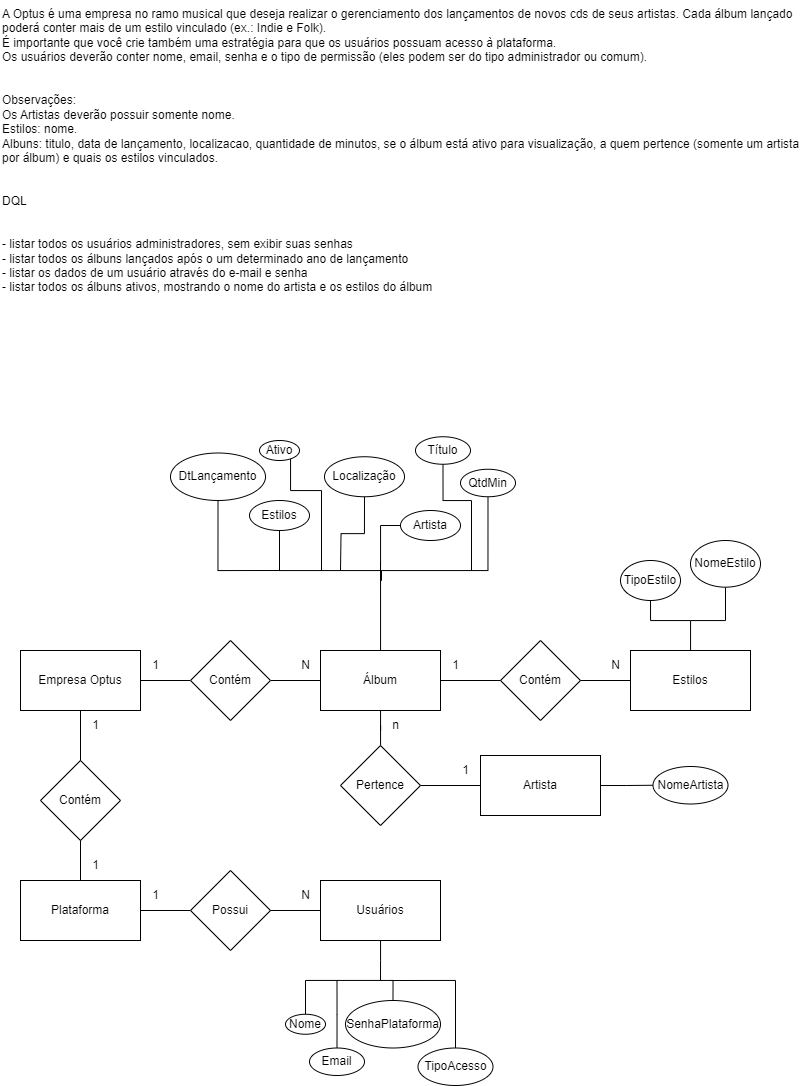 A Optus é uma empresa no ramo musical que deseja realizar o gerenciamento dos lançamentos de novos cds de seus artistas. Cada álbum lançado
poderá conter mais de um estilo vinculado (ex.: Indie e Folk).
É importante que você crie também uma estratégia para que os usuários possuam acesso à plataforma.
Os usuários deverão conter nome, email, senha e o tipo de permissão (eles podem ser do tipo administrador ou comum).
Observações:
Os Artistas deverão possuir somente nome.
Estilos: nome.
Albuns: titulo, data de lançamento, localizacao, quantidade de minutos, se o álbum está ativo para visualização, a quem pertence (somente um artista
por álbum) e quais os estilos vinculados.
DQL
- listar todos os usuários administradores, sem exibir suas senhas
- listar todos os álbuns lançados após o um determinado ano de lançamento
- listar os dados de um usuário através do e-mail e senha
- listar todos os álbuns ativos, mostrando o nome do artista e os estilos do álbum
Ativo
Título
DtLançamento
Localização
QtdMin
Estilos
Artista
NomeEstilo
TipoEstilo
1
N
1
N
Empresa Optus
Contém
Álbum
Contém
Estilos
1
n
1
Pertence
Artista
NomeArtista
Contém
1
1
N
Plataforma
Possui
Usuários
Nome
SenhaPlataforma
Email
TipoAcesso